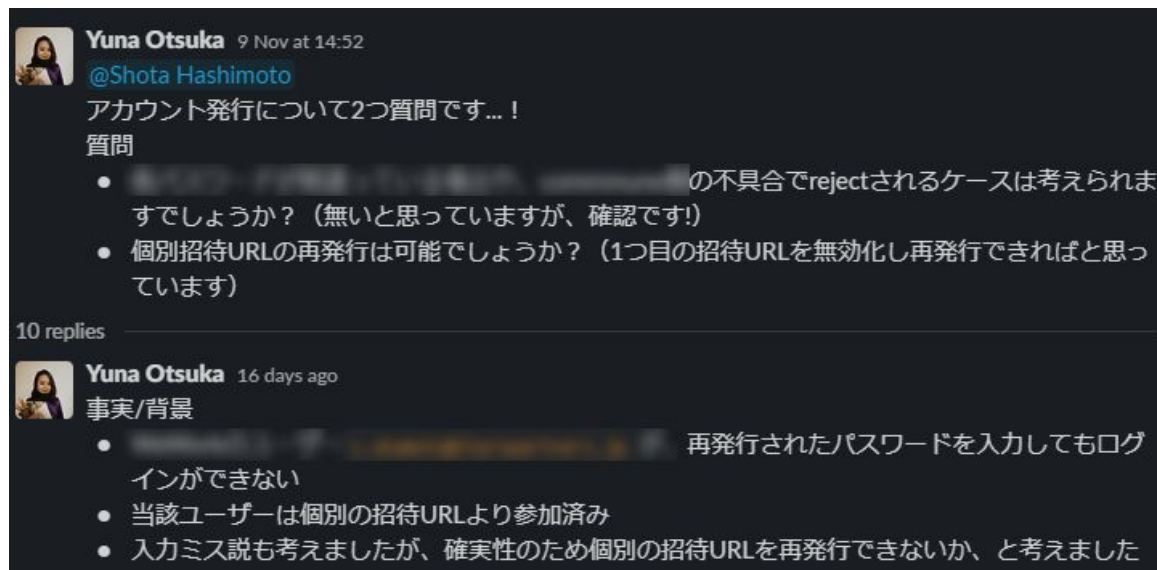 Yuna Otsuka 9 Nov at 14:52
@Shota Hashimoto
アカウント発行について2つ質問です...！
質問
● の不具合でrejectされるケースは考えられま
すでしょうか？（無いと思っていますが、確認です!）
● 個別招待URLの再発行は可能でしょうか？（1つ目の招待URLを無効化し再発行できればと思っ
ています）
10 replies
Yuna Otsuka 16 days ago
事実/背景
● 再発行されたパスワードを入力してもログ
インができない
● 当該ユーザーは個別の招待URLより参加済み
● 入力ミス説も考えましたが、確実性のため個別の招待URLを再発行できないか、と考えました